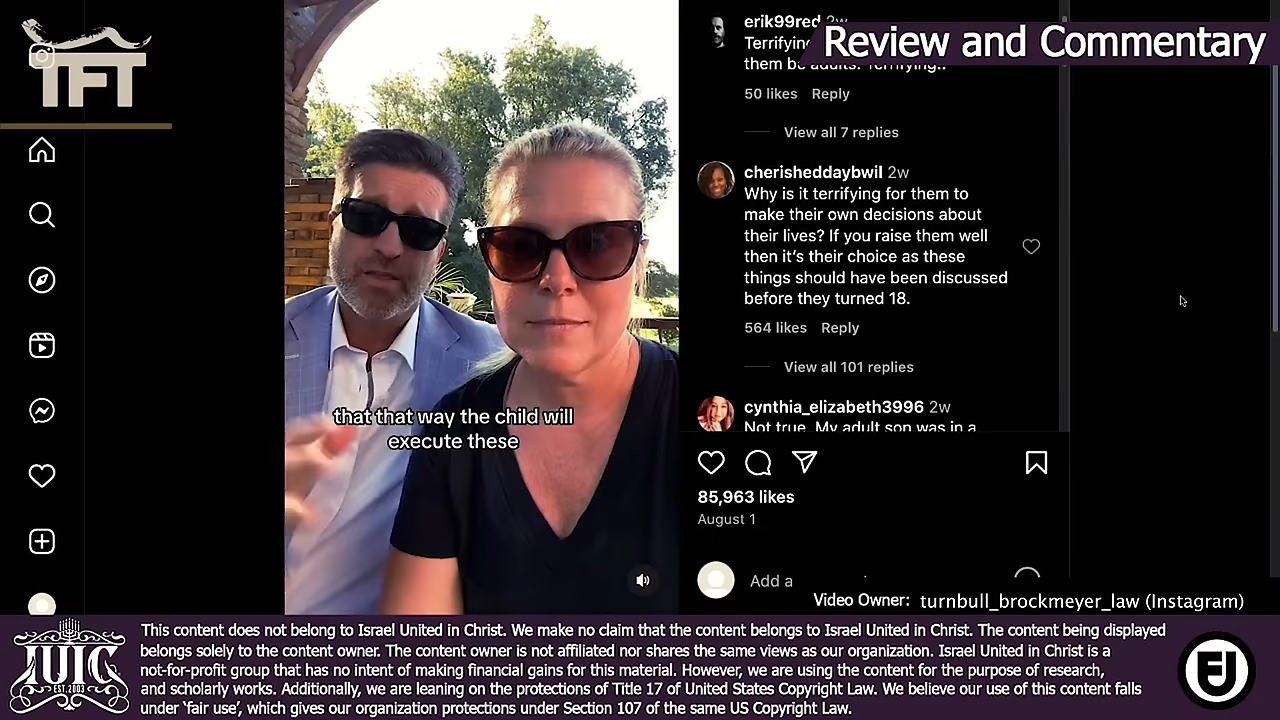 TFT
Review and Commentary
erik99red 2w
Terrifying
them be adults. Terrifying..
50 likes Reply
View all 7 replies
cherisheddaybwil 2w
Why is it terrifying for them to
make their own decisions about
their lives? If you raise them well
then it's their choice as these
things should have been discussed
before they turned 18.
564 likes Reply
View all 101 replies
cynthia_elizabeth3996 2w
Not true. My adult son was in a
that that way the child will
execute these
85,963 likes
August 1
Add a
Video Owner: turnbull_brockmeyer_law (Instagram)
IUIC
EST. 2003
This content does not belong to Israel United in Christ. We make no claim that the content belongs to Israel United in Christ. The content being displayed
belongs solely to the content owner. The content owner is not affiliated nor shares the same views as our organization. Israel United in Christ is a
not-for-profit group that has no intent of making financial gains for this material. However, we are using the content for the purpose of research,
and scholarly works. Additionally, we are leaning on the protections of Title 17 of United States Copyright Law. We believe our use of this content falls
under 'fair use', which gives our organization protections under Section 107 of the same US Copyright Law.